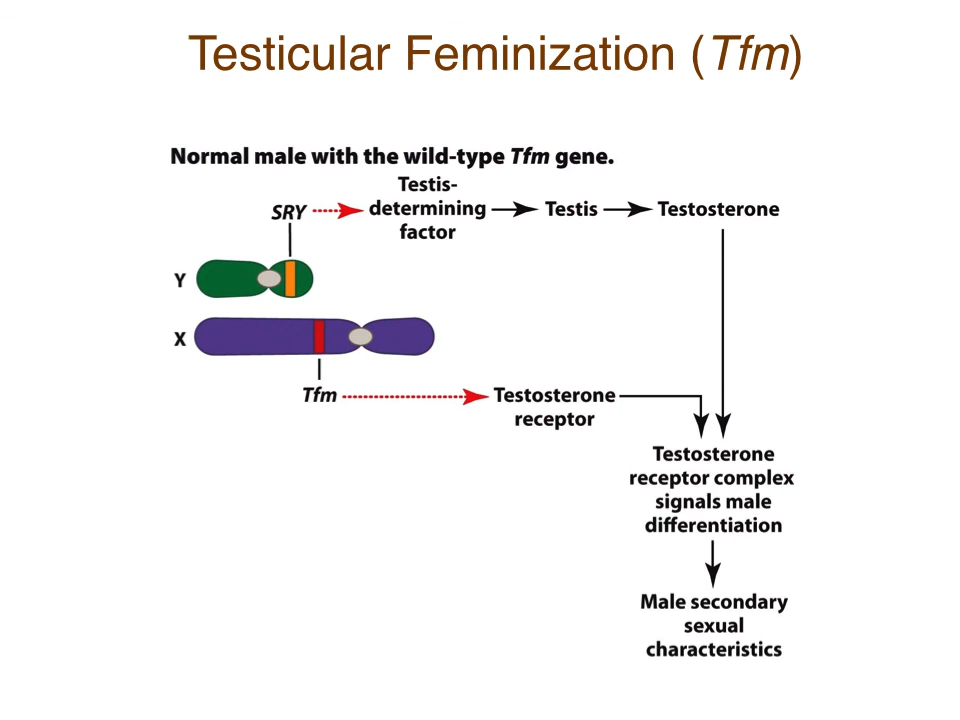 Testicular Feminization (Tfm)
Normal male with the wild-type Tfm gene.
SRY
Testis-
determining
factor
Testis
Testosterone
Y
X
Tfm
Testosterone
receptor
Testosterone
receptor complex
signals male
differentiation
Male secondary
sexual
characteristics